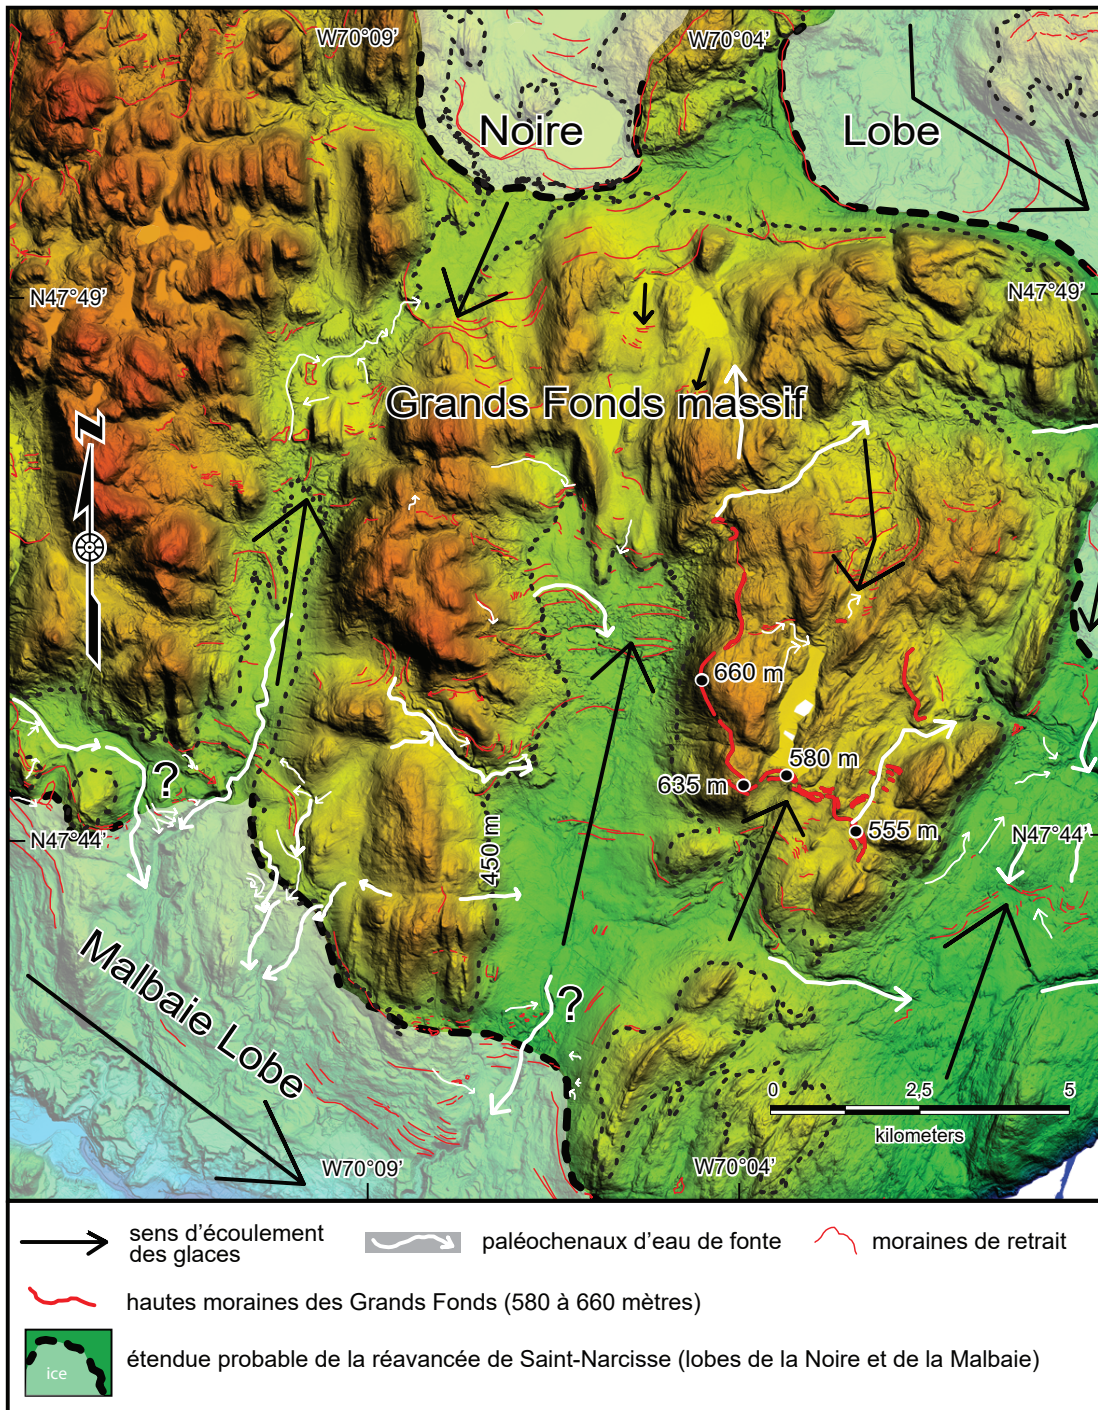 W70°09'
W70°04'
Noire
Lobe
N47°49'
N47°49'
Grands Fonds massif
N
660 m
580 m
635 m
?
555 m
N47°44'
N47°44'
450 m
Malbaie Lobe
?
0
2,5
5
kilometers
W70°09'
W70°04'
sens d'écoulement
des glaces
paléochenaux d'eau de fonte
moraines de retrait
hautes moraines des Grands Fonds (580 à 660 mètres)
ice
étendue probable de la réavancée de Saint-Narcisse (lobes de la Noire et de la Malbaie)